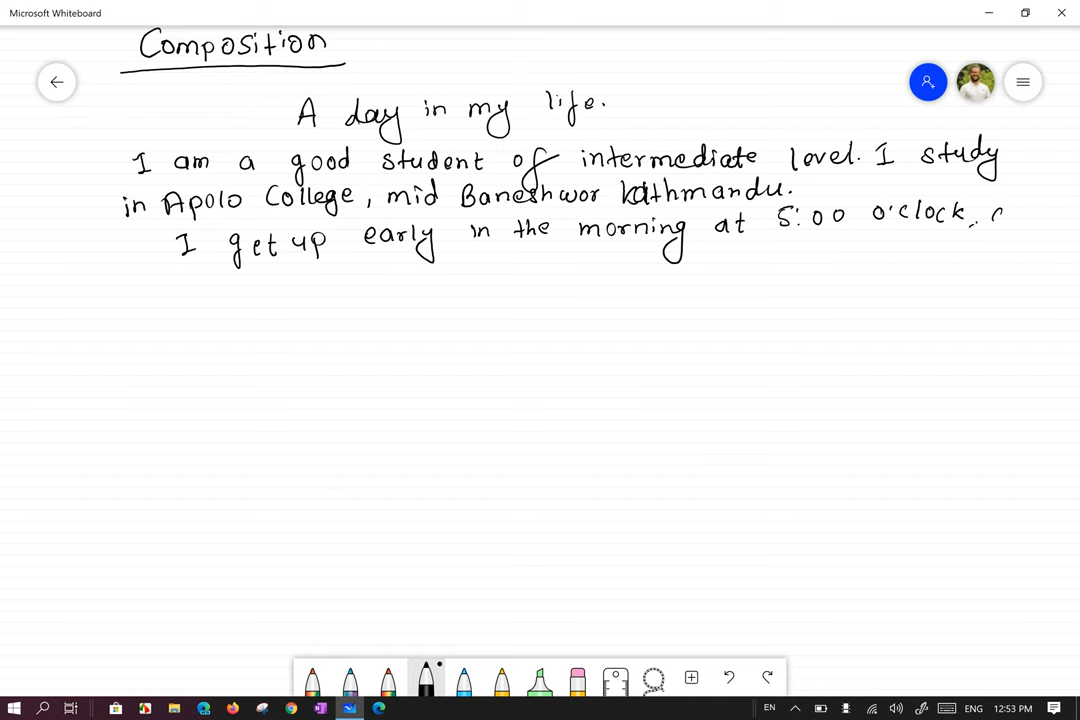 Microsoft Whiteboard
Composition
A day in my life.
I am a good student of intermediate level. I study
in Apolo College, mid Baneshwor Kathmandu.
I get up early in the morning at 5:00 o'clock.
EN
ENG 12:53 PM